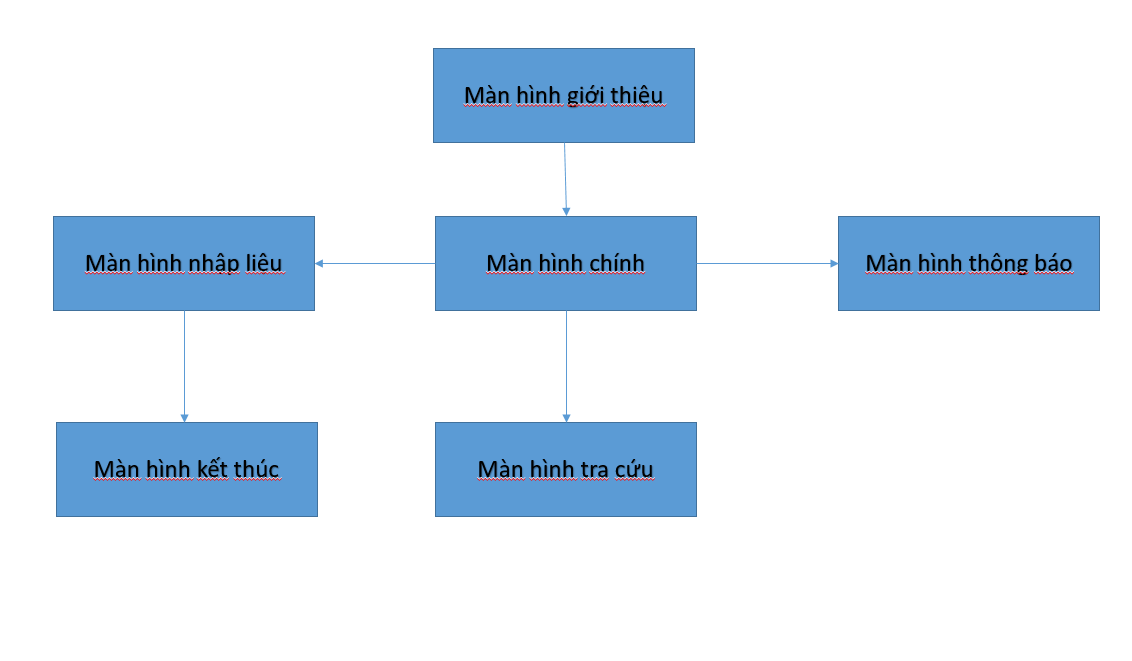 Màn hình giới thiệu
Màn hình nhập liêu
Màn hình chính
Màn hình thông báo
Màn hình kết thúc
Màn hình tra cứu